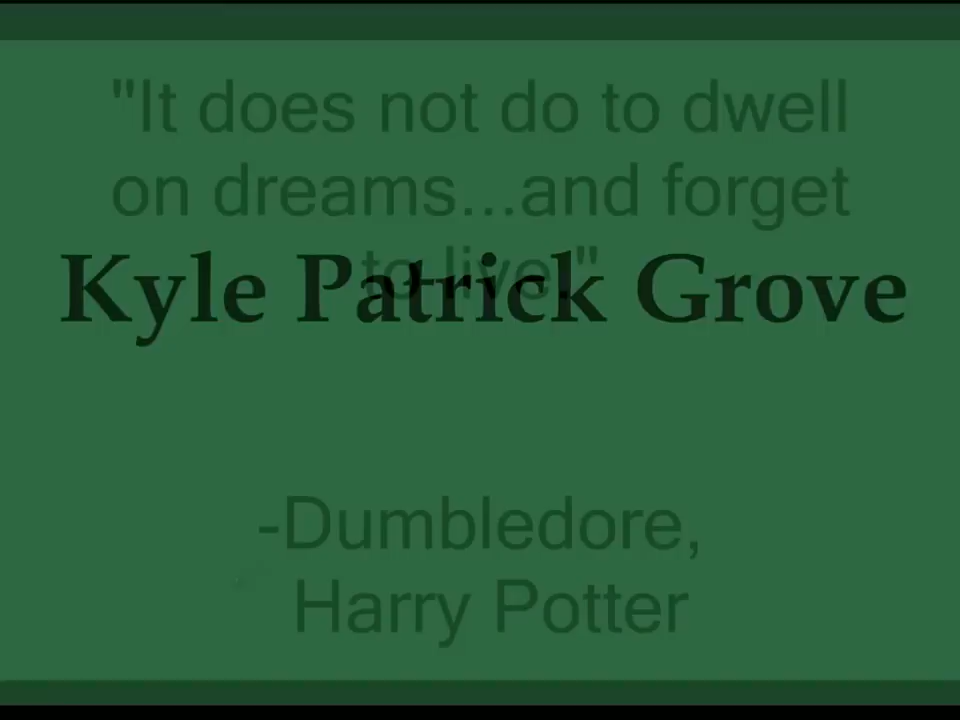 "It does not do to dwell
on dreams...and forget
to live."
Kyle Patrick Grove
-Dumbledore,
Harry Potter